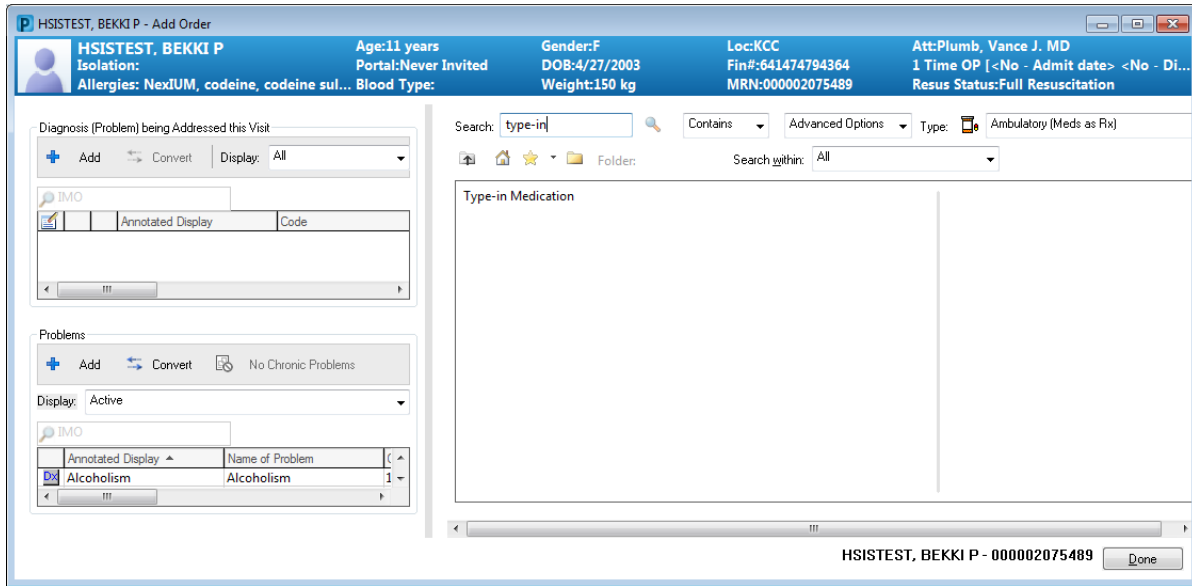 HSISTEST, BEKKI P - Add Order
HSISTEST, BEKKI P Age:11 years Gender:F Loc:KCC Att:Plumb, Vance J. MD
Isolation: Portal:Never Invited DOB:4/27/2003 Fin#:641474794364 1 Time OP [<No - Admit date> <No - Di...
Allergies: NexIUM, codeine, codeine sul... Blood Type: Weight:150 kg MRN:000002075489 Resus Status:Full Resuscitation
Diagnosis (Problem) being Addressed this Visit
Add Convert Display: All
IMO
Annotated Display Code
Problems
Add Convert No Chronic Problems
Display: Active
IMO
Annotated Display Name of Problem
Dx Alcoholism Alcoholism 1
Search: type-in Contains Advanced Options Type: Ambulatory (Meds as Rx)
Folder: Search within: All
Type-in Medication
HSISTEST, BEKKI P - 000002075489 Done